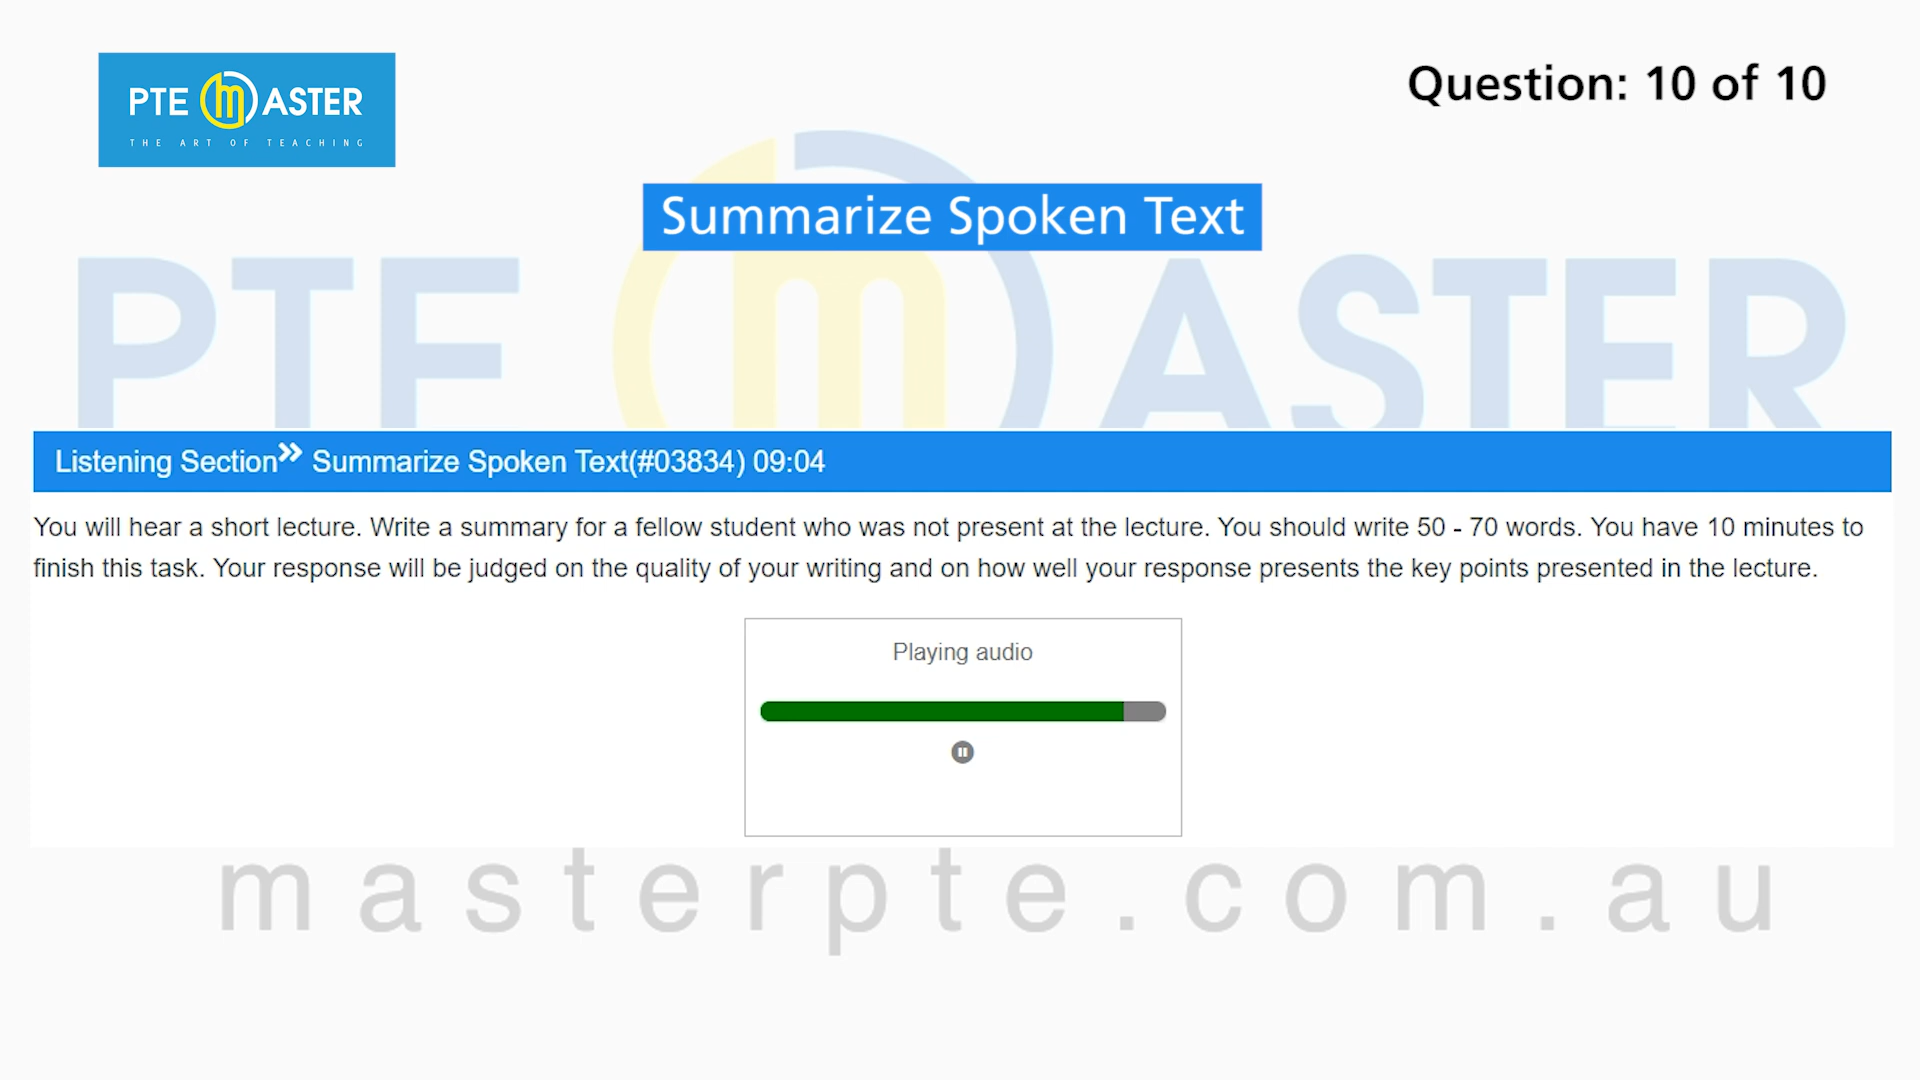 PTE MASTER
THE ART OF TEACHING
Question: 10 of 10
Summarize Spoken Text
PTE MASTER
Listening Section» Summarize Spoken Text(#03834) 09:04
You will hear a short lecture. Write a summary for a fellow student who was not present at the lecture. You should write 50 - 70 words. You have 10 minutes to
finish this task. Your response will be judged on the quality of your writing and on how well your response presents the key points presented in the lecture.
Playing audio
masterpte.com.au